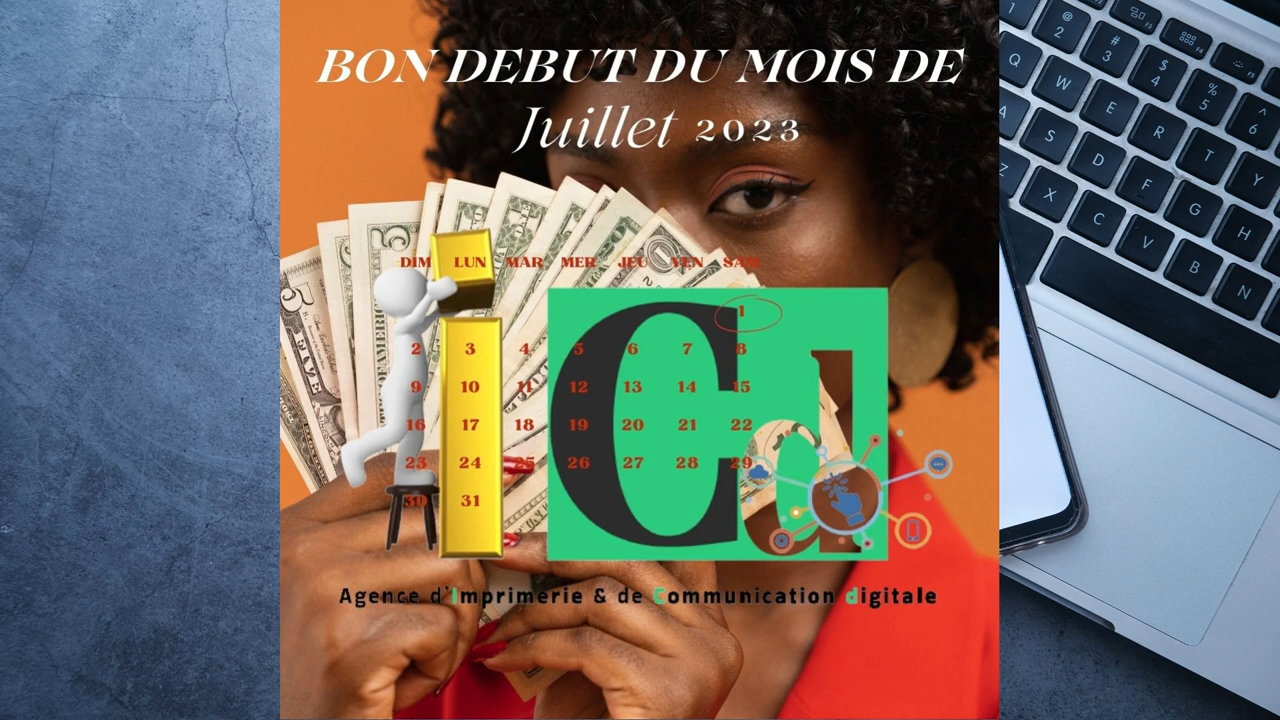 BON DEBUT DU MOIS DE
Juillet 2023
DIM LUN MAR MER JEU VEN SAM
1
2 3 4 5 6 7 8
9 10 11 12 13 14 15
16 17 18 19 20 21 22
23 24 25 26 27 28 29
30 31
iCd
Agence d'Imprimerie & de Communication digitale